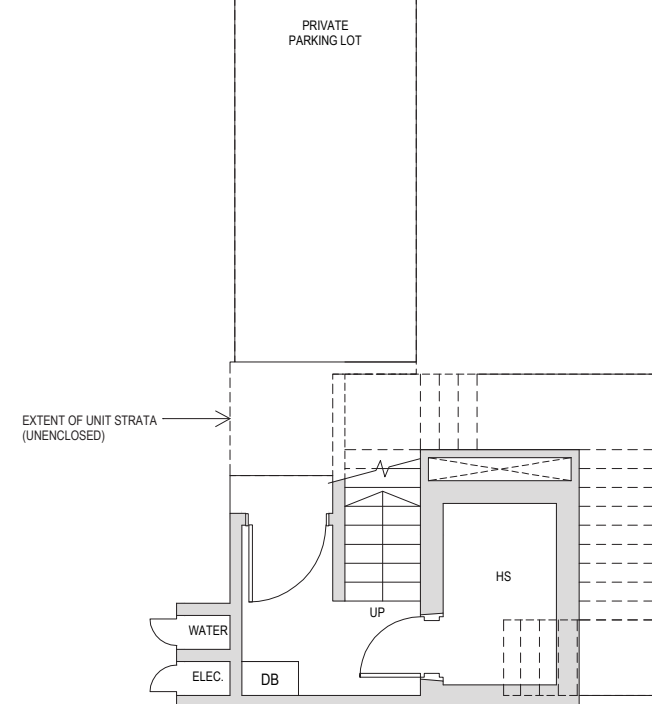 PRIVATE
PARKING LOT
EXTENT OF UNIT STRATA
(UNENCLOSED)
HS
UP
WATER
ELEC.
DB